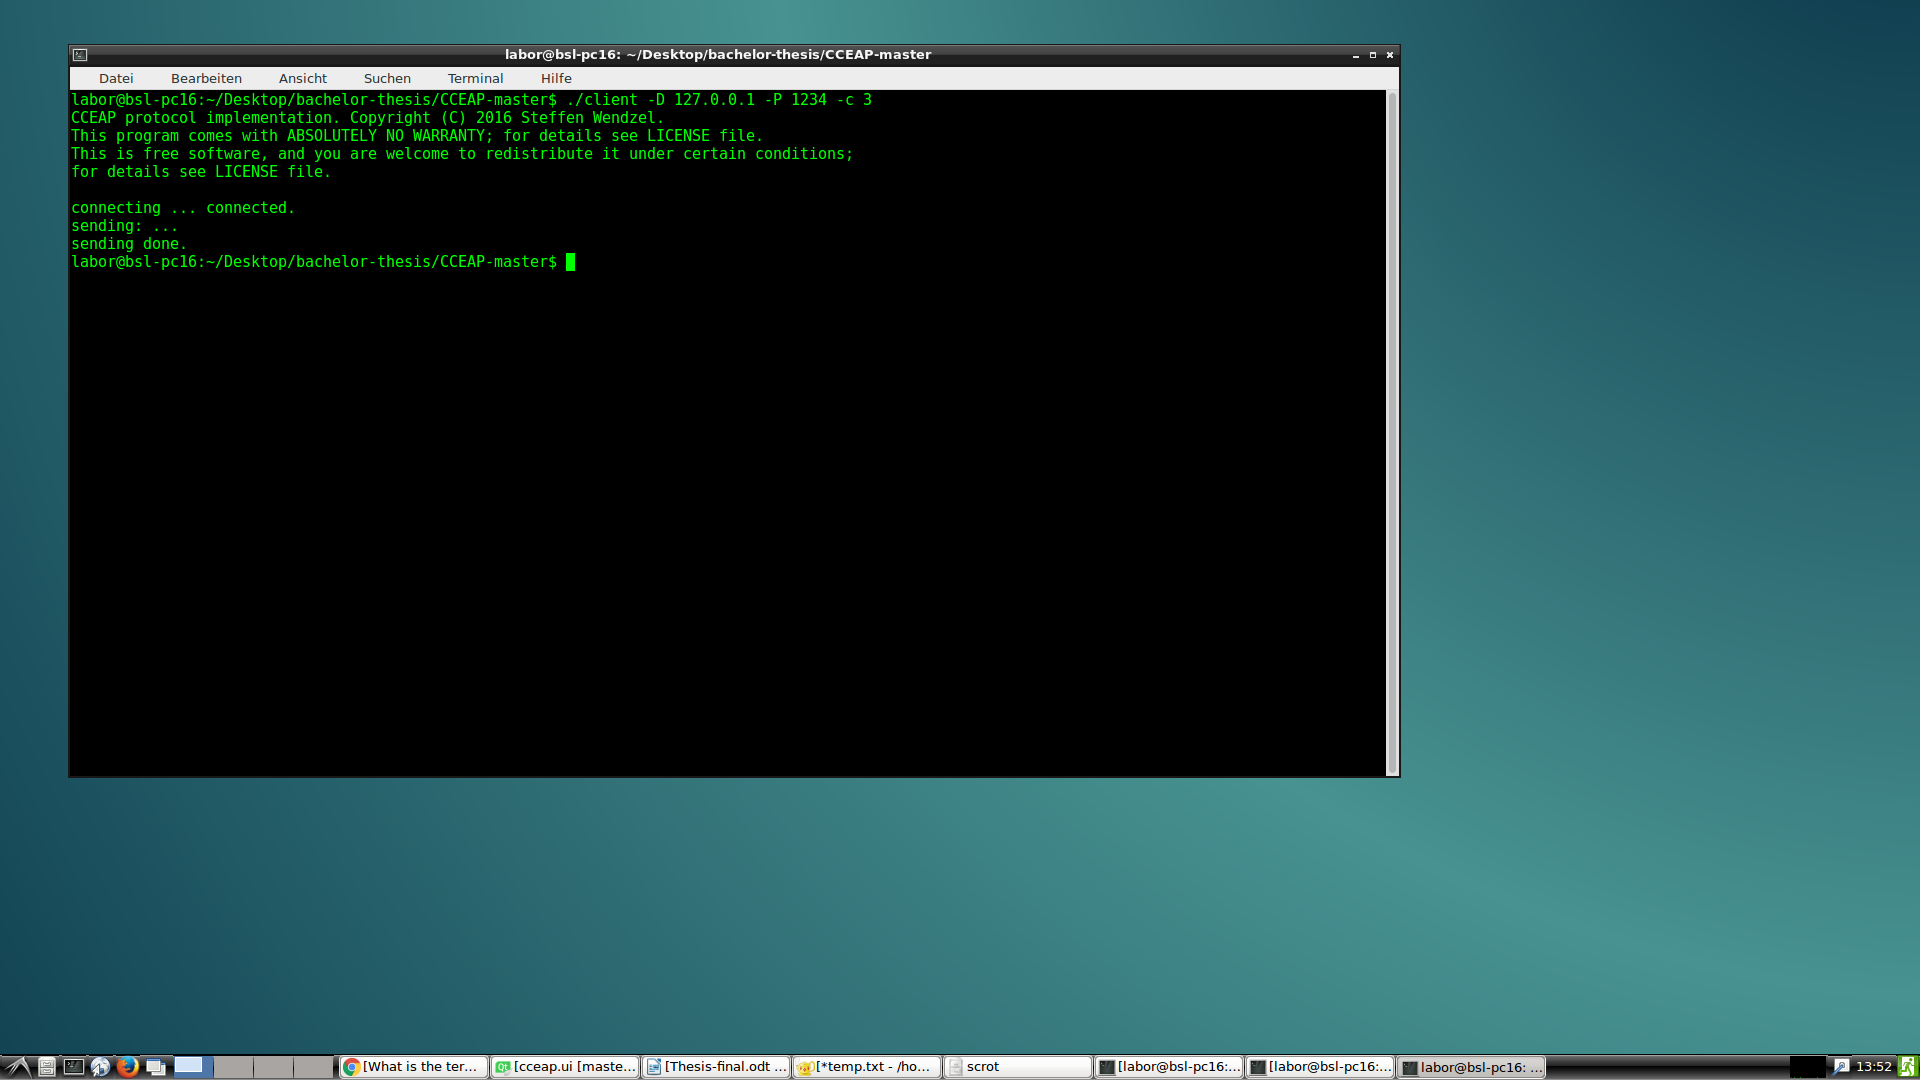 labor@bsl-pc16: ~/Desktop/bachelor-thesis/CCEAP-master
Datei Bearbeiten Ansicht Suchen Terminal Hilfe
labor@bsl-pc16:~/Desktop/bachelor-thesis/CCEAP-master$ ./client -D 127.0.0.1 -P 1234 -c 3
CCEAP protocol implementation. Copyright (C) 2016 Steffen Wendzel.
This program comes with ABSOLUTELY NO WARRANTY; for details see LICENSE file.
This is free software, and you are welcome to redistribute it under certain conditions;
for details see LICENSE file.
connecting ... connected.
sending: ...
sending done.
labor@bsl-pc16:~/Desktop/bachelor-thesis/CCEAP-master$
[What is the ter... [cceap.ui [maste... [Thesis-final.odt ... [*temp.txt - /ho... scrot [labor@bsl-pc16:... [labor@bsl-pc16:... labor@bsl-pc16: ... 13:52